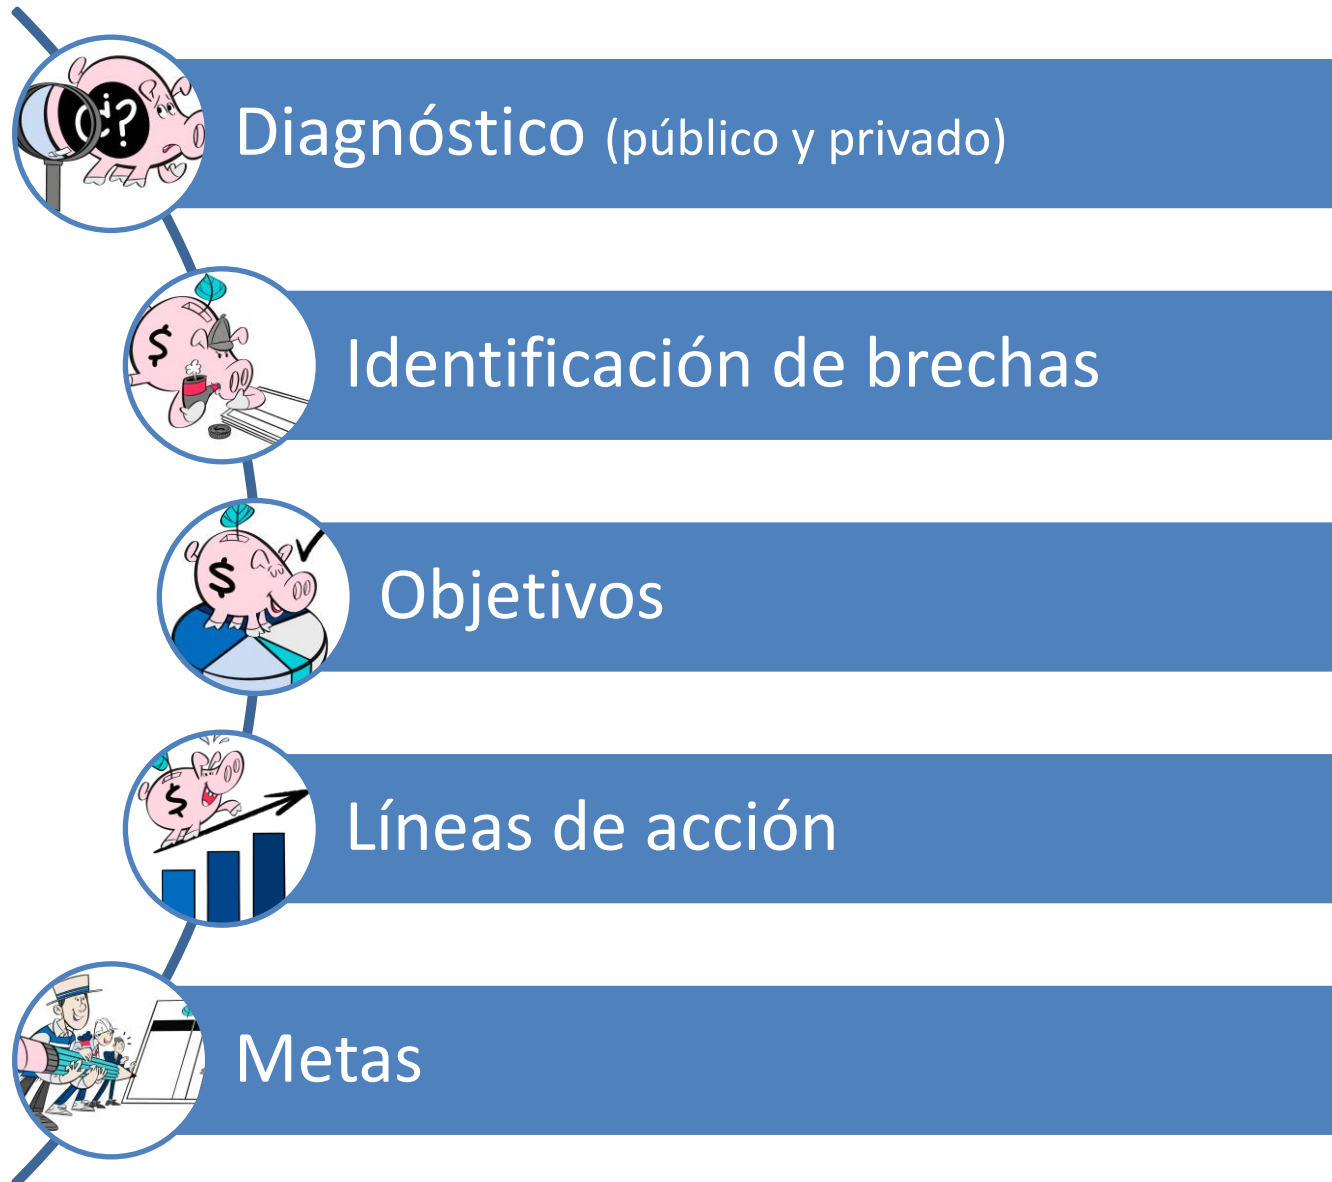 ¿?
Diagnóstico (público y privado)
$
Identificación de brechas
$
Objetivos
$
Líneas de acción
Metas